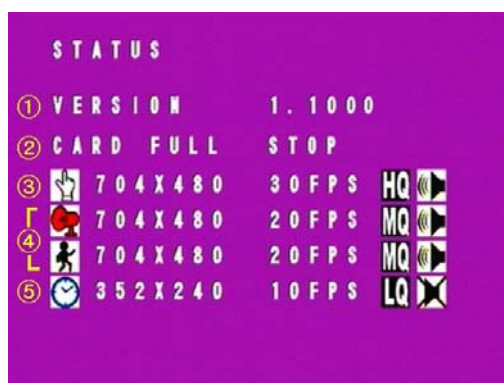 STATUS
① VERSION 1.1000
② CARD FULL STOP
③ 704X480 30FPS HQ
704X480 20FPS MQ
④
704X480 20FPS MQ
⑤ 352X240 10FPS LQ